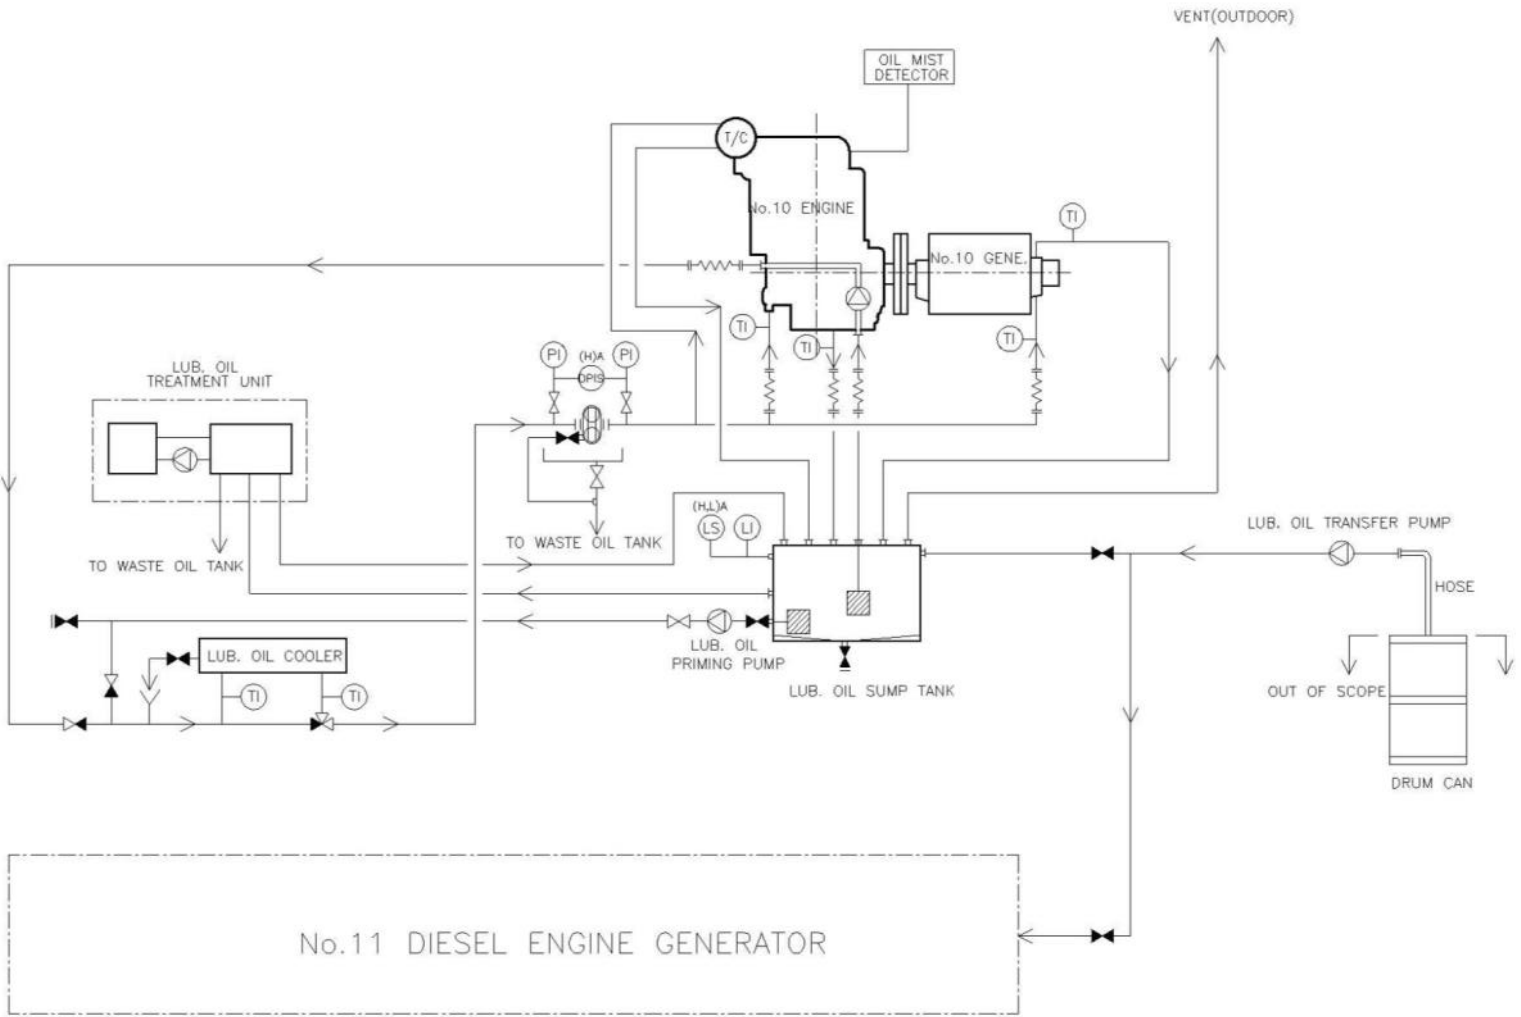 VENT(OUTDOOR)
OIL MIST
DETECTOR
T/C
No.10 ENGINE
TI
No.10 GENE.
TI
TI
TI
LUB. OIL
TREATMENT UNIT
PI
(H)A
PI
DPIS
TO WASTE OIL TANK
TO WASTE OIL TANK
(H,L)A
LS
LI
LUB. OIL TRANSFER PUMP
HOSE
LUB. OIL
PRIMING PUMP
LUB. OIL COOLER
TI
TI
LUB. OIL SUMP TANK
OUT OF SCOPE
DRUM CAN
No.11 DIESEL ENGINE GENERATOR